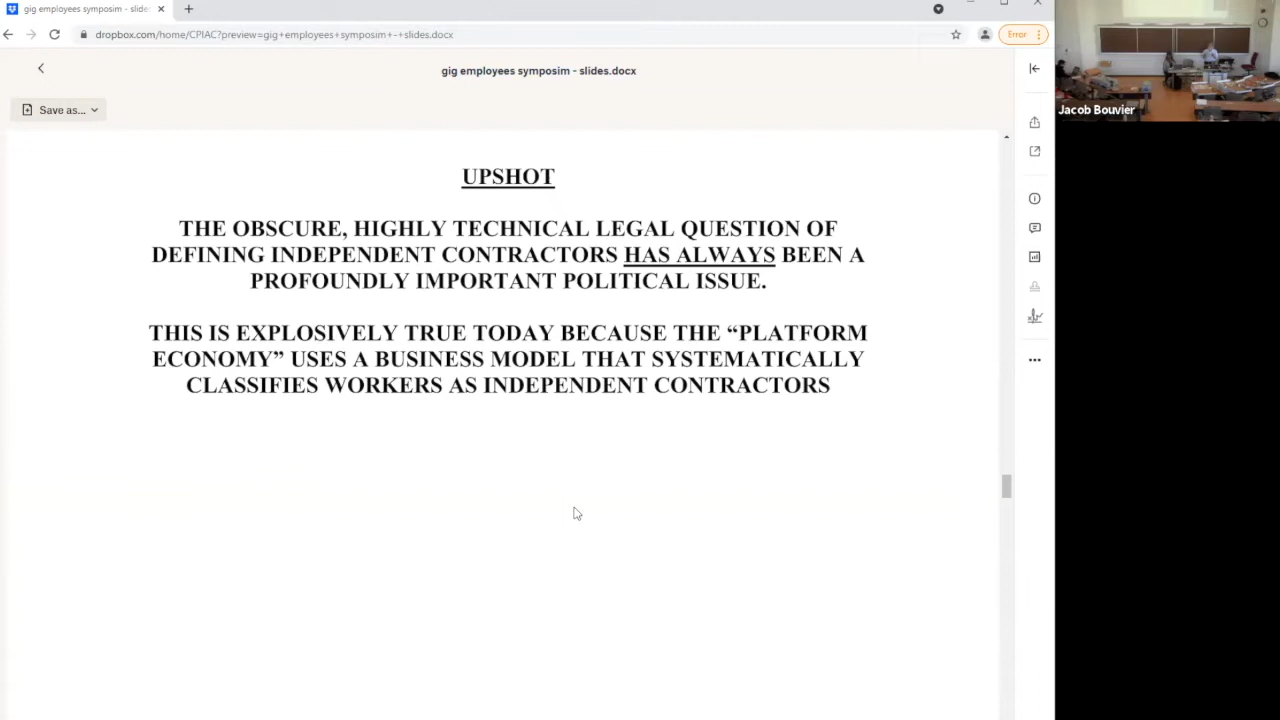 gig employees symposim - slide:
dropbox.com/home/CPIAC?preview=gig+employees+symposim+-+slides.docx
Error
gig employees symposim - slides.docx
Save as...
Jacob Bouvier
UPSHOT
THE OBSCURE, HIGHLY TECHNICAL LEGAL QUESTION OF
DEFINING INDEPENDENT CONTRACTORS HAS ALWAYS BEEN A
PROFOUNDLY IMPORTANT POLITICAL ISSUE.
THIS IS EXPLOSIVELY TRUE TODAY BECAUSE THE “PLATFORM
ECONOMY” USES A BUSINESS MODEL THAT SYSTEMATICALLY
CLASSIFIES WORKERS AS INDEPENDENT CONTRACTORS